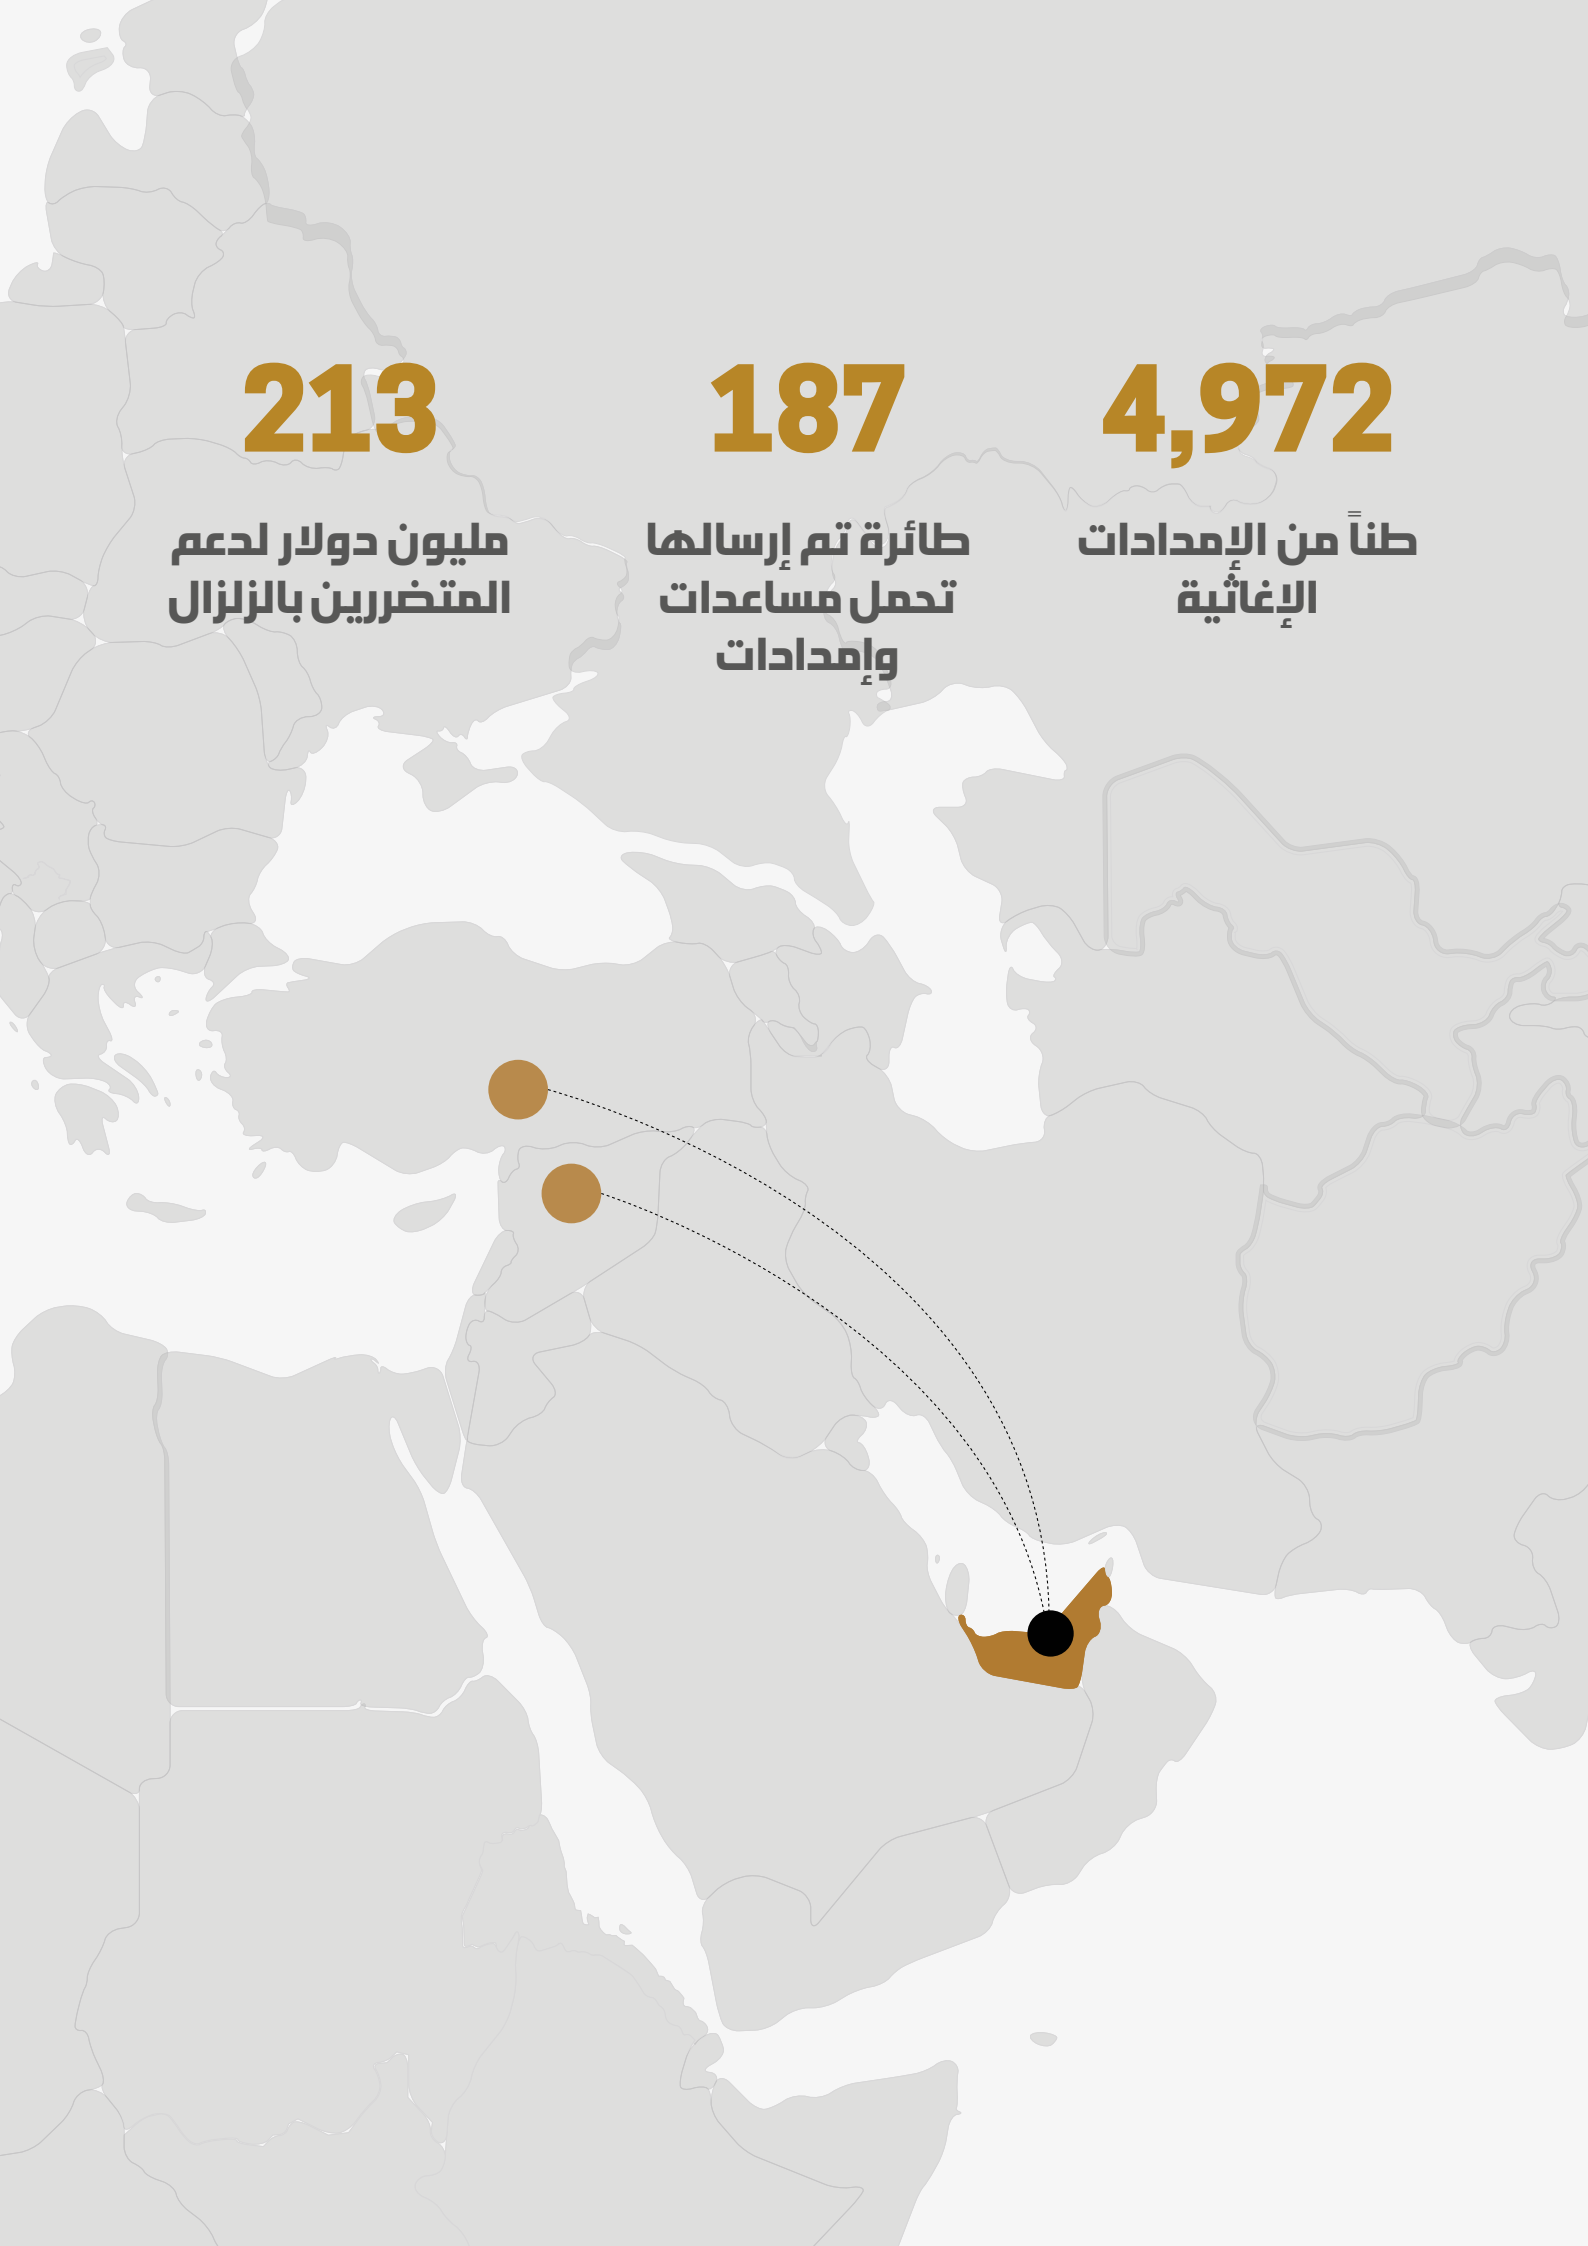 4,972
طناً من الإمدادات
الإغاثية
187
طائرة تم إرسالها
تحمل مساعدات
وإمدادات
213
مليون دولار لدعم
المتضررين بالزلزال